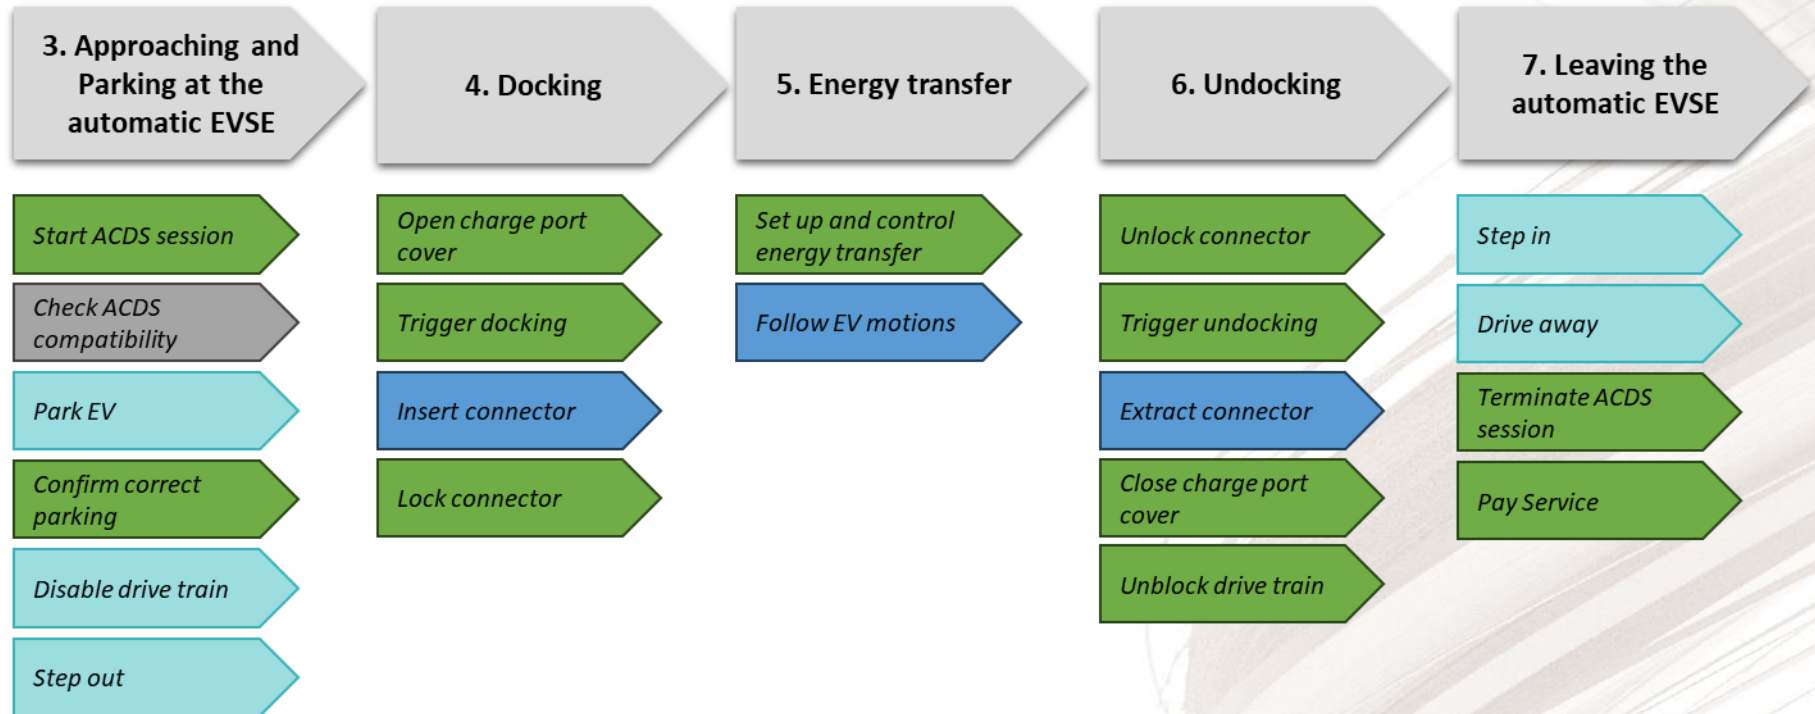 3. Approaching and
Parking at the
automatic EVSE
4. Docking
5. Energy transfer
6. Undocking
7. Leaving the
automatic EVSE
Start ACDS session
Check ACDS
compatibility
Park EV
Confirm correct
parking
Disable drive train
Step out
Open charge port
cover
Trigger docking
Insert connector
Lock connector
Set up and control
energy transfer
Follow EV motions
Unlock connector
Trigger undocking
Extract connector
Close charge port
cover
Unblock drive train
Step in
Drive away
Terminate ACDS
session
Pay Service